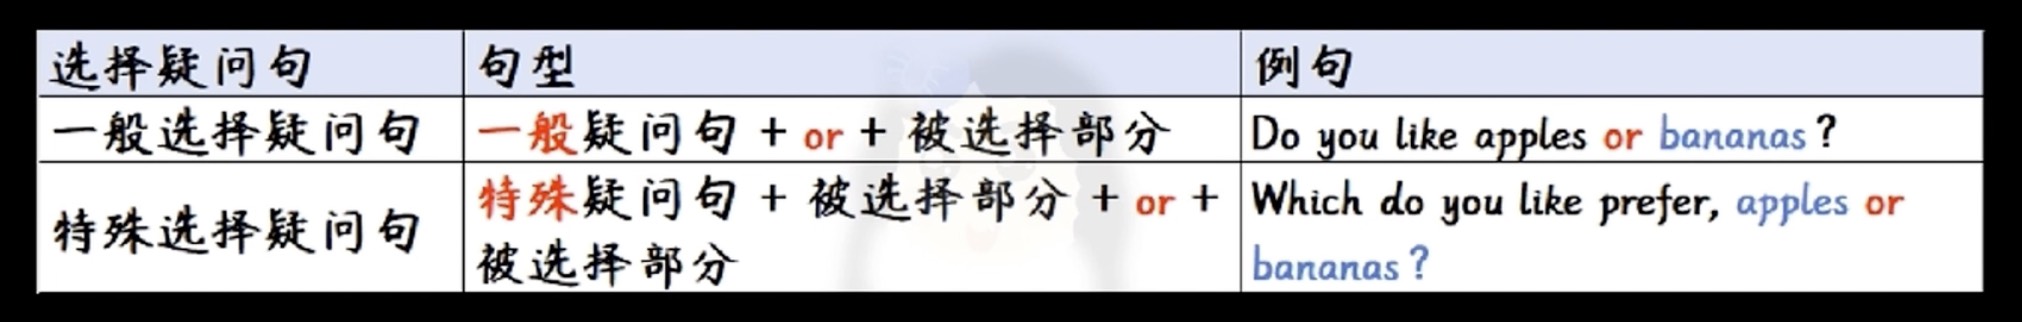 选择疑问句 句型 例句
一般选择疑问句 一般疑问句 + or + 被选择部分 Do you like apples or bananas？
特殊选择疑问句 特殊疑问句 + 被选择部分 + or + Which do you like prefer, apples or
被选择部分 bananas？